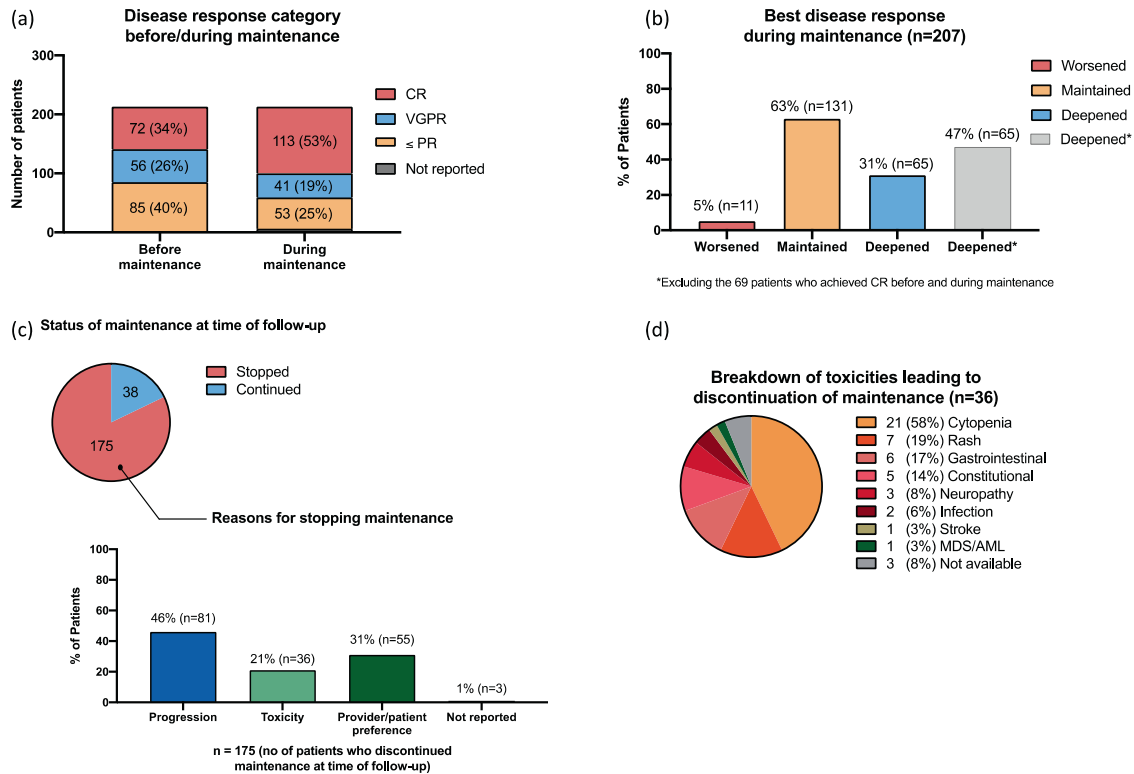 (a)
Disease response category
before/during maintenance
Number of Patients
300
200
100
0
72 (34%)
56 (26%)
85 (40%)
113 (53%)
41 (19%)
53 (25%)
Before
maintenance
During
maintenance
CR
VGPR
≤ PR
Not reported
(b)
Best disease response
during maintenance (n=207)
% of Patients
100
80
60
40
20
0
5% (n=11)
63% (n=131)
31% (n=65)
47% (n=65)
Worsened
Maintained
Deepened
Deepened*
Worsened
Maintained
Deepened
Deepened*
*Excluding the 69 patients who achieved CR before and during maintenance
(c)
Status of maintenance at time of follow-up
38
175
Stopped
Continued
Reasons for stopping maintenance
% of Patients
100
80
60
40
20
0
46% (n=81)
21% (n=36)
31% (n=55)
1% (n=3)
Progression
Toxicity
Provider/patient
preference
Not reported
n = 175 (no of patients who discontinued
maintenance at time of follow-up)
(d)
Breakdown of toxicities leading to
discontinuation of maintenance (n=36)
21 (58%) Cytopenia
7 (19%) Rash
6 (17%) Gastrointestinal
5 (14%) Constitutional
3 (8%) Neuropathy
2 (6%) Infection
1 (3%) Stroke
1 (3%) MDS/AML
3 (8%) Not available